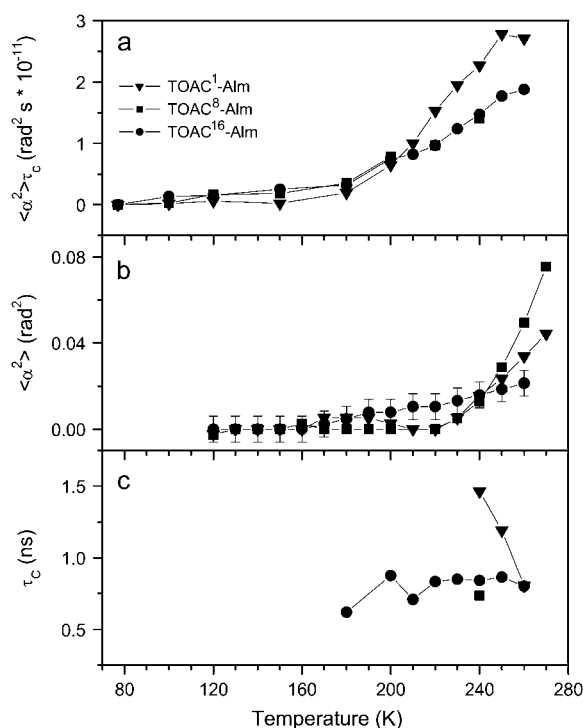 a
3
2
1
0
<α²>τc (rad² s * 10⁻¹¹)
TOAC¹-Alm
TOAC⁸-Alm
TOAC¹⁶-Alm
b
0.08
0.04
0.00
<α²> (rad²)
c
1.5
1.0
0.5
τc (ns)
80 120 160 200 240 280
Temperature (K)